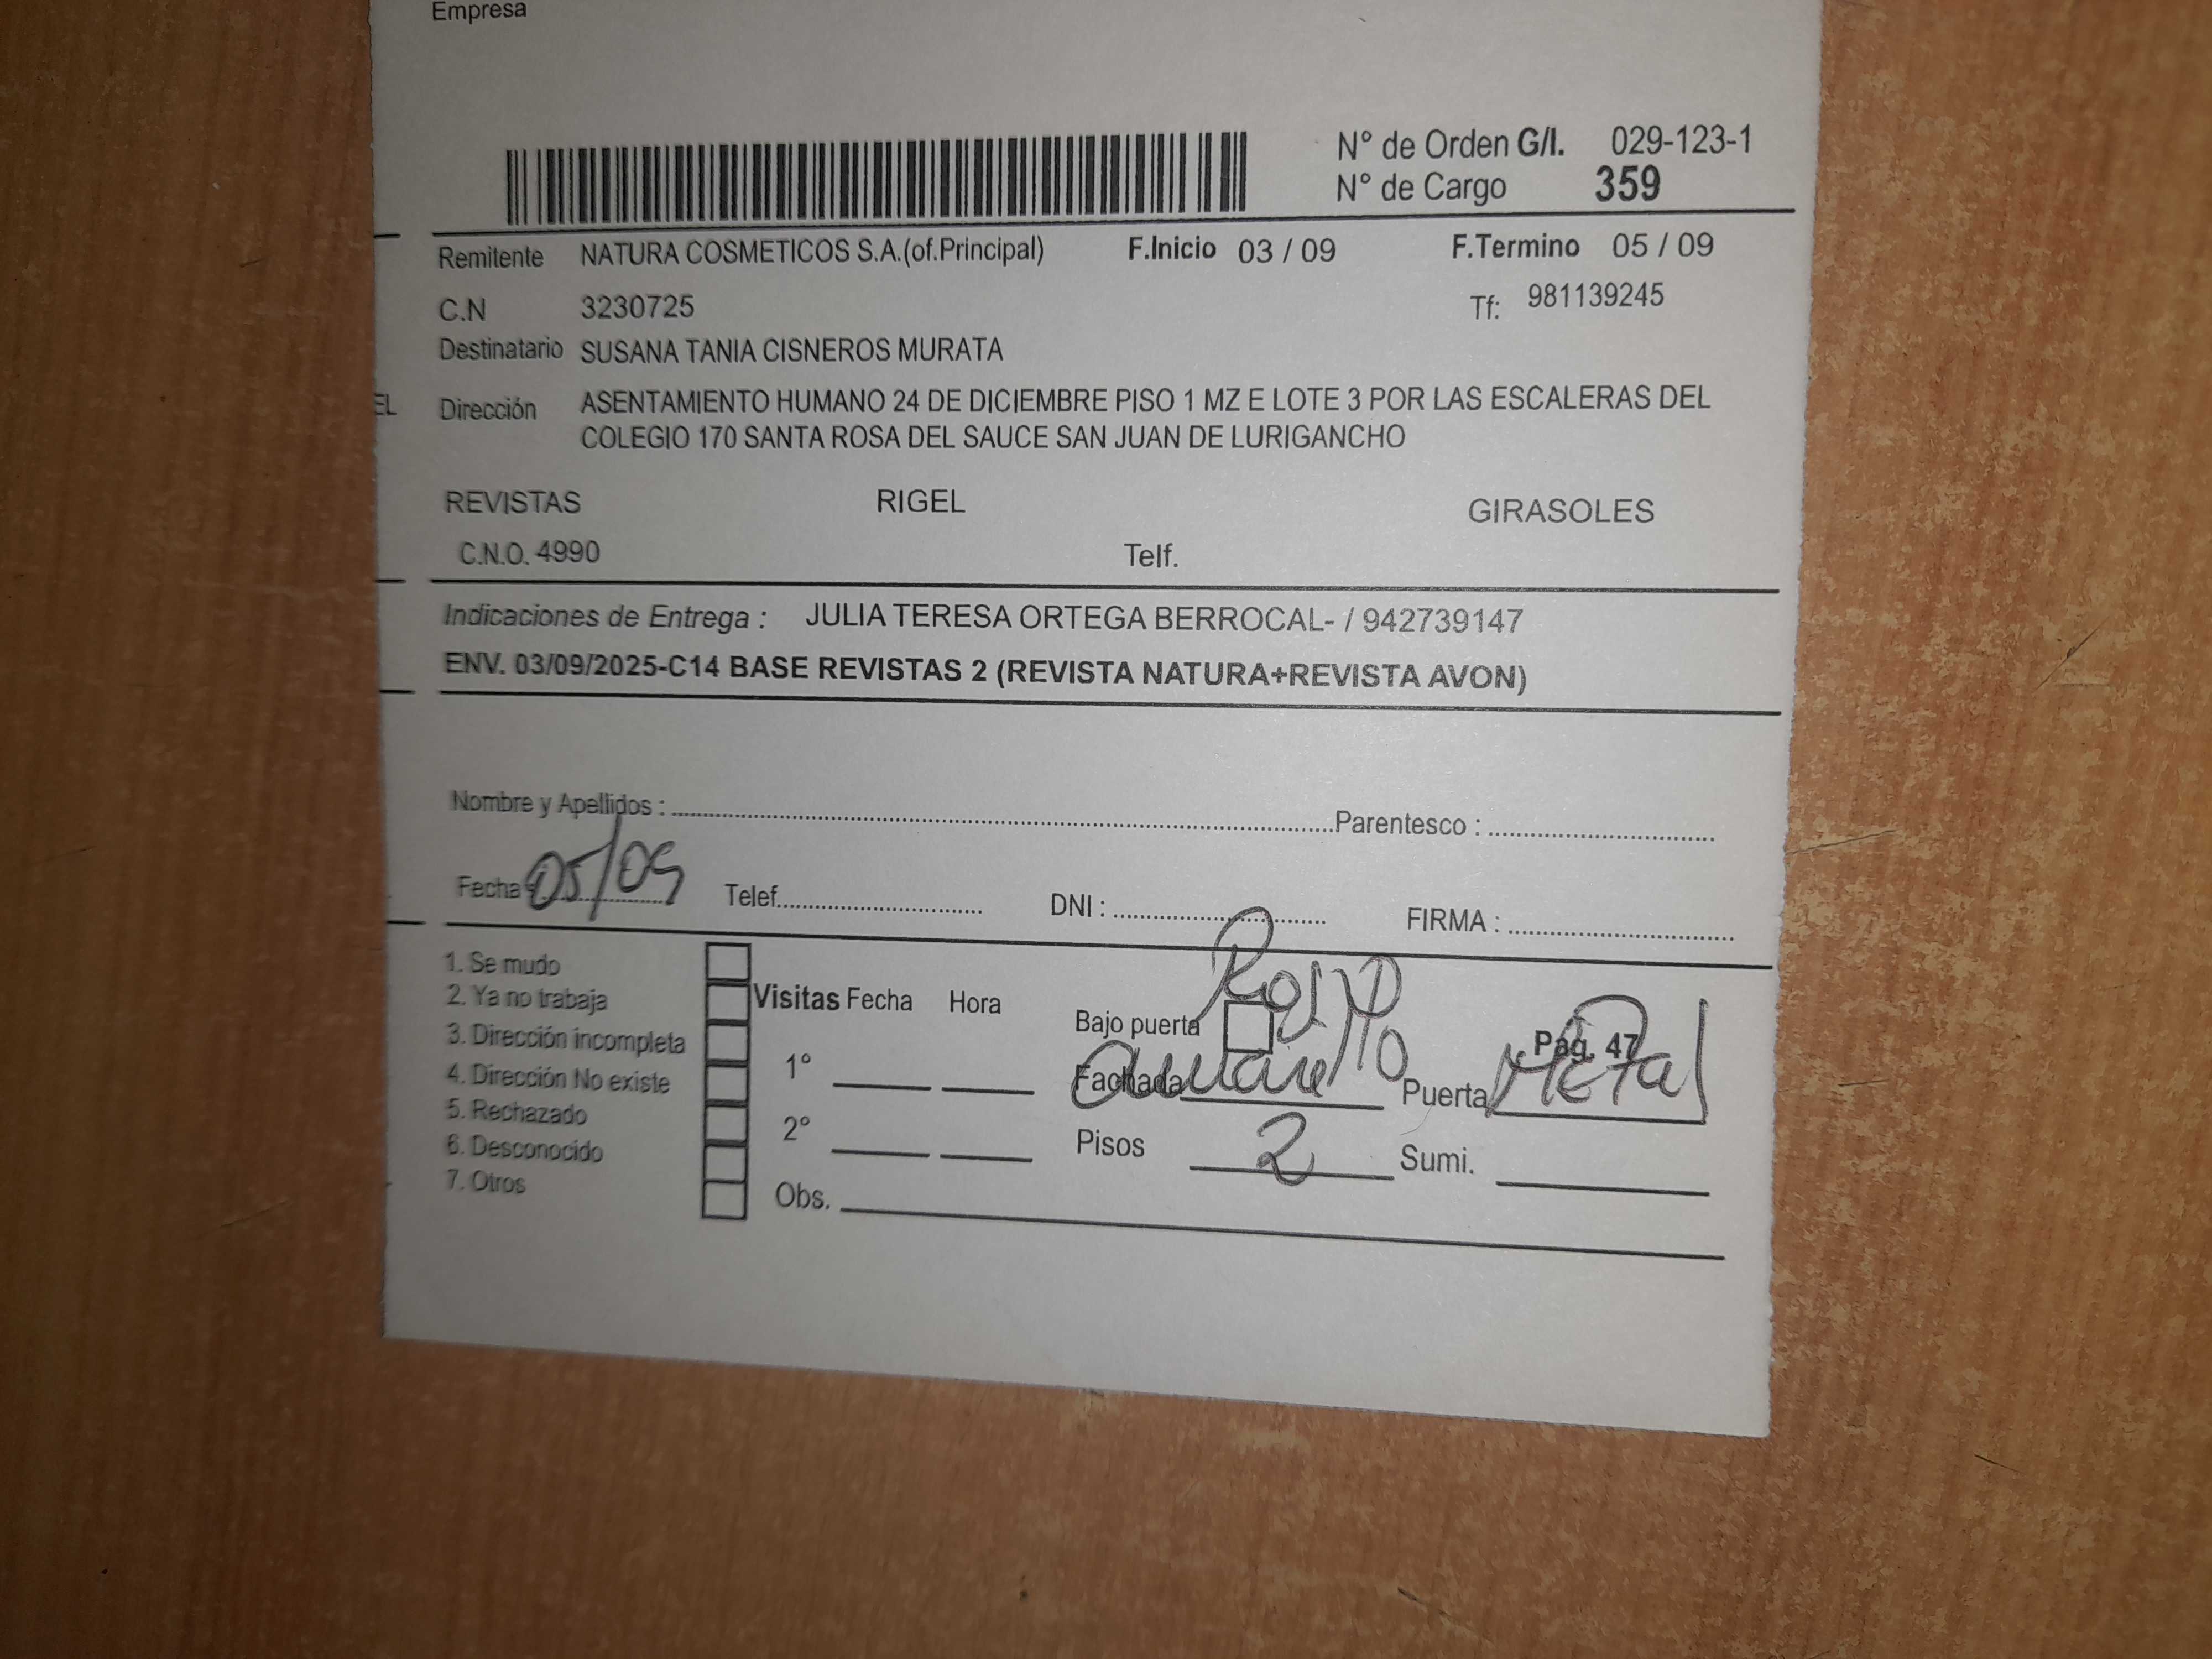 Empresa
N° de Orden G/I. 029-123-1
N° de Cargo 359
Remitente NATURA COSMETICOS S.A.(of.Principal) F.Inicio 03 / 09 F.Termino 05 / 09
C.N 3230725 Tf: 981139245
Destinatario SUSANA TANIA CISNEROS MURATA
EL Dirección ASENTAMIENTO HUMANO 24 DE DICIEMBRE PISO 1 MZ E LOTE 3 POR LAS ESCALERAS DEL
COLEGIO 170 SANTA ROSA DEL SAUCE SAN JUAN DE LURIGANCHO
REVISTAS RIGEL GIRASOLES
C.N.O. 4990 Telf.
Indicaciones de Entrega : JULIA TERESA ORTEGA BERROCAL- / 942739147
ENV. 03/09/2025-C14 BASE REVISTAS 2 (REVISTA NATURA+REVISTA AVON)
Nombre y Apellidos : Parentesco :
Fecha : 05/09 Telef. DNI : FIRMA :
1. Se mudo
2. Ya no trabaja
3. Dirección incompleta
4. Dirección No existe
5. Rechazado
6. Desconocido
7. Otros
Visitas Fecha Hora
1°
2°
Obs.
Bajo puerta Pág. 47
Fachada Puerta Metal
Pisos 2 Sumi.